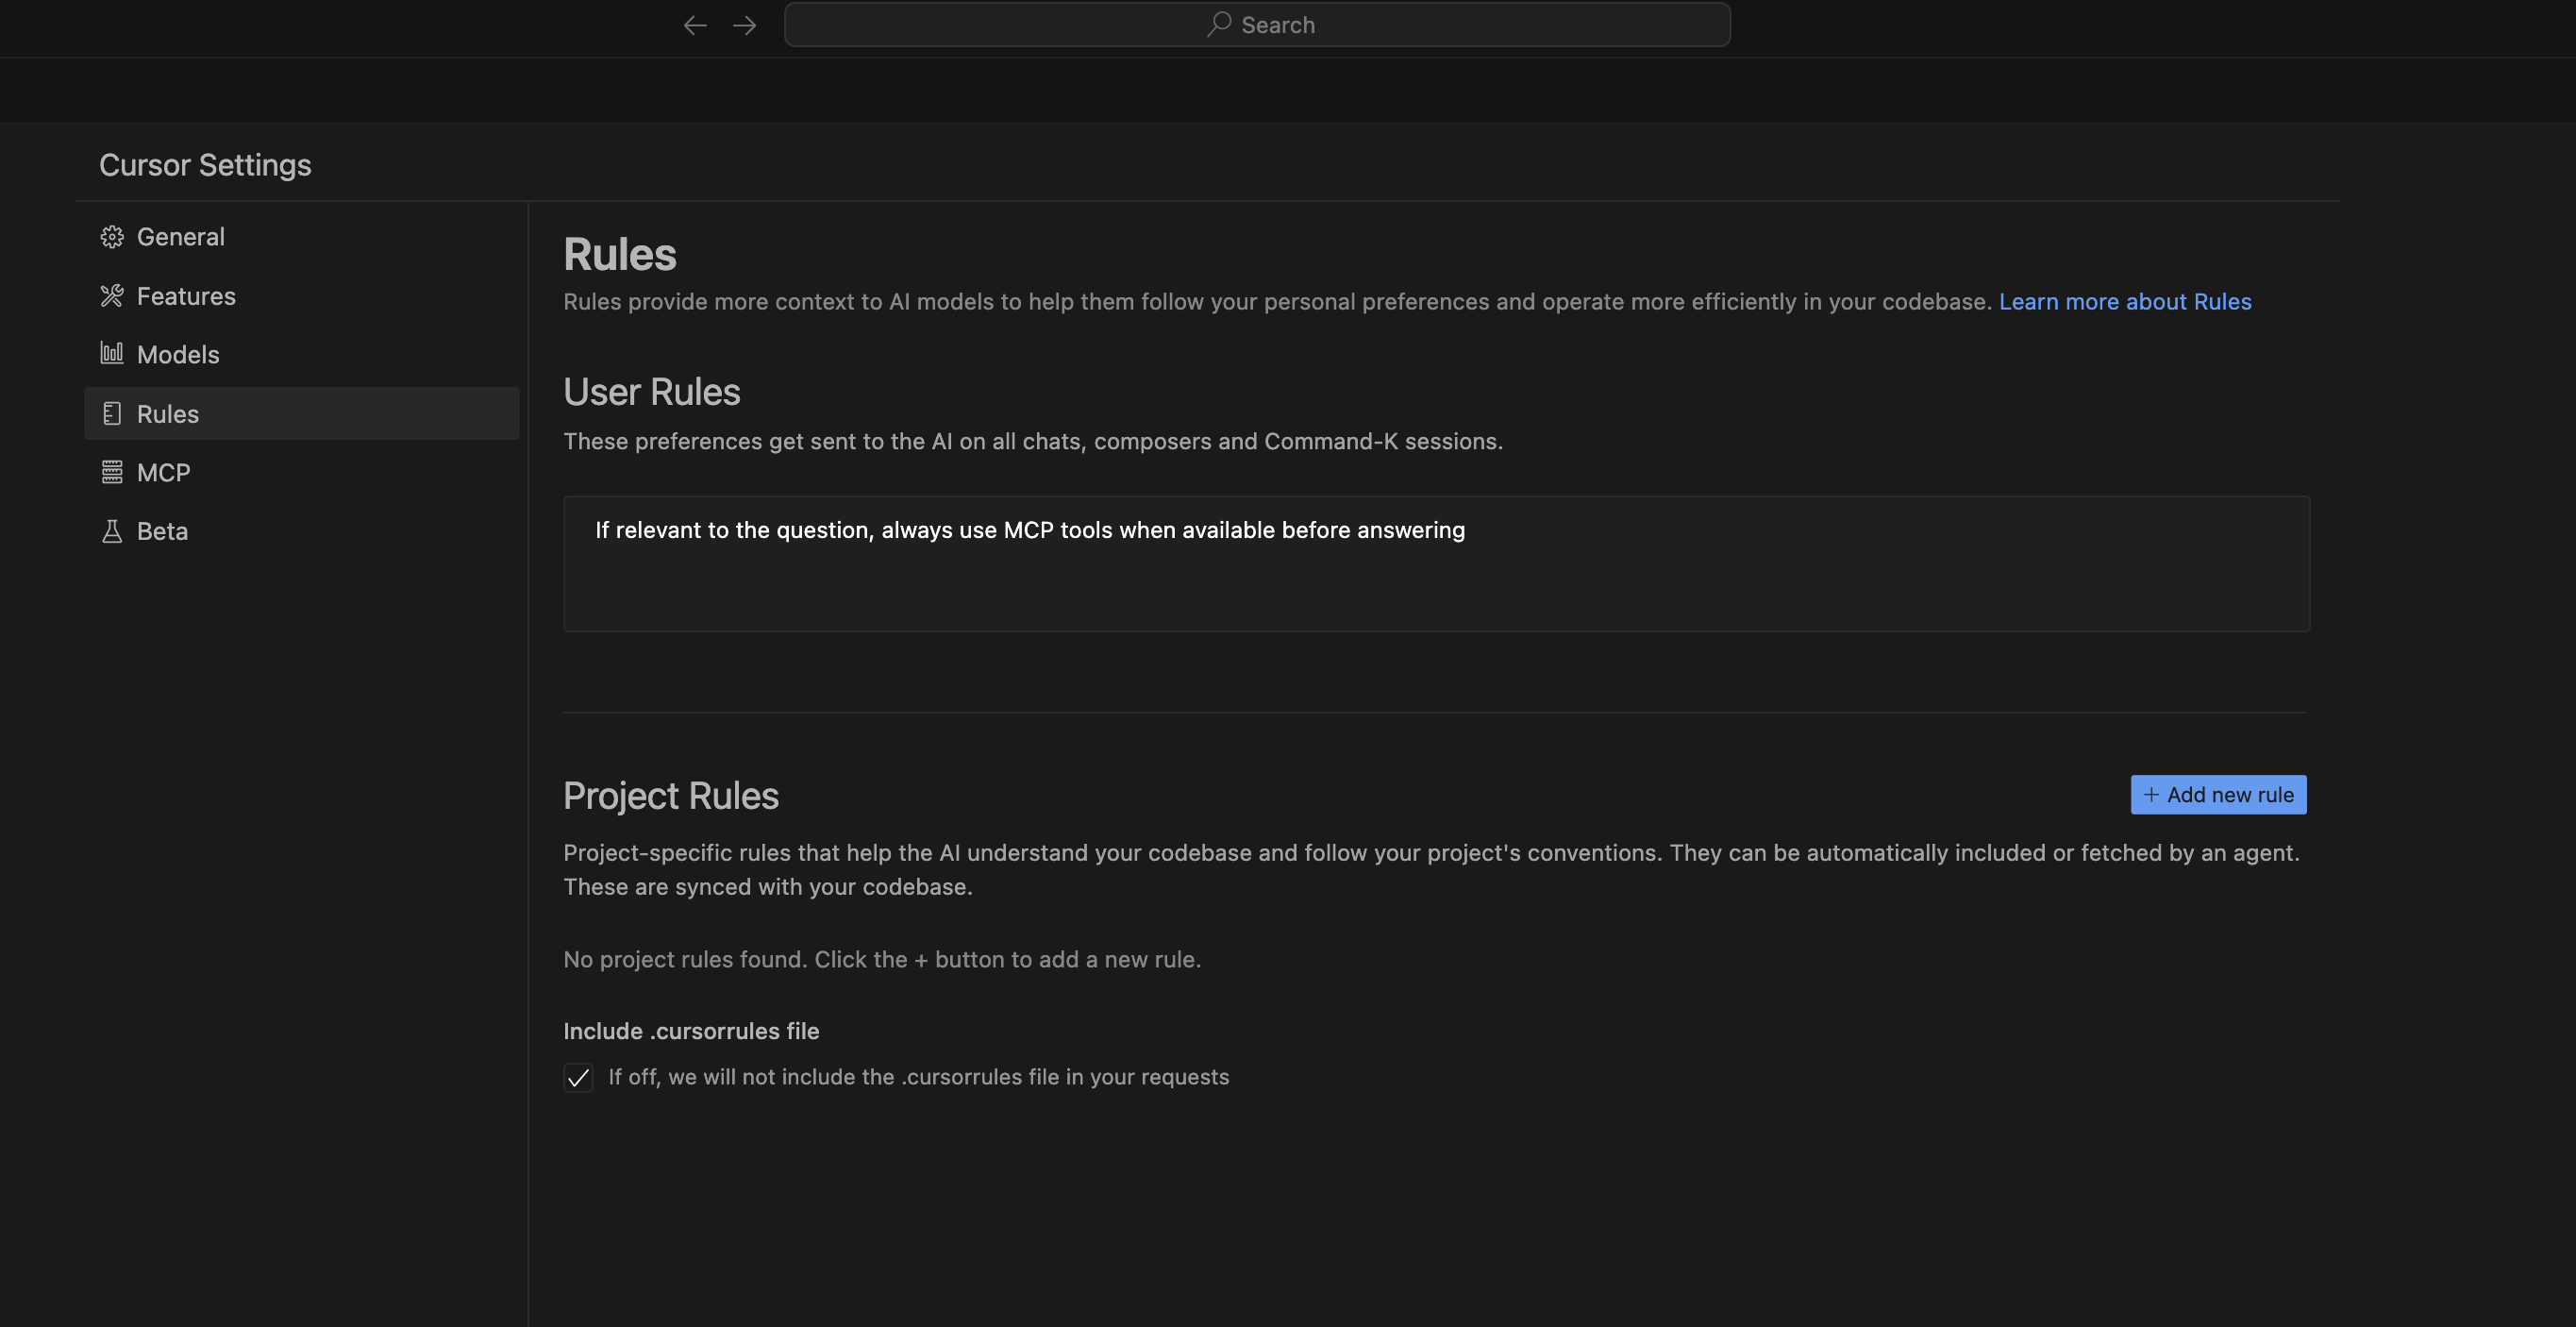 Search
Cursor Settings
General
Features
Models
Rules
MCP
Beta
Rules
Rules provide more context to AI models to help them follow your personal preferences and operate more efficiently in your codebase. Learn more about Rules
User Rules
These preferences get sent to the AI on all chats, composers and Command-K sessions.
If relevant to the question, always use MCP tools when available before answering
Project Rules
+ Add new rule
Project-specific rules that help the AI understand your codebase and follow your project's conventions. They can be automatically included or fetched by an agent.
These are synced with your codebase.
No project rules found. Click the + button to add a new rule.
Include .cursorrules file
If off, we will not include the .cursorrules file in your requests